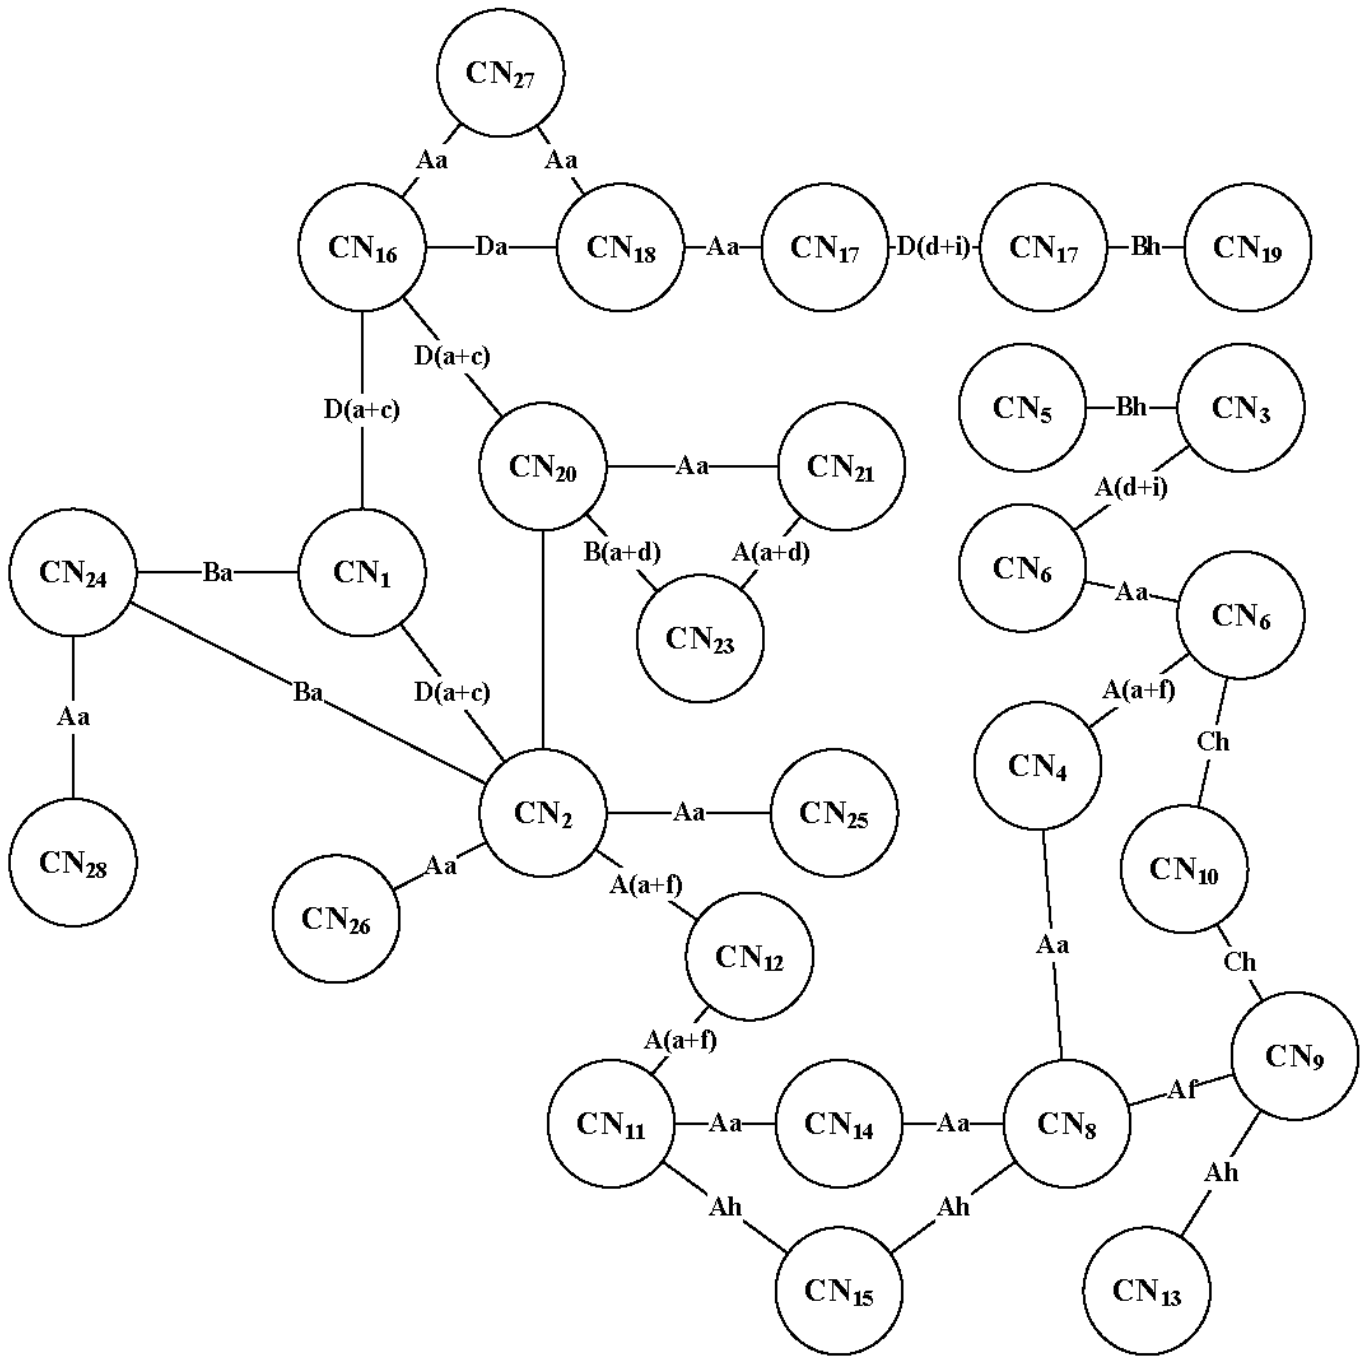 CN27
Aa Aa
CN16 Da CN18 Aa CN17 D(d+i) CN17 Bh CN19
D(a+c)
D(a+c)
CN5 Bh CN3
CN20 Aa CN21
A(d+i)
B(a+d) A(a+d)
CN24 Ba CN1
CN6 Aa CN6
CN23
Ba D(a+c)
A(a+f)
Aa
Ch
CN4
CN2 Aa CN25
CN28
Aa
A(a+f)
CN10
CN26
CN12
Aa
Ch
A(a+f)
CN9
Af
CN11 Aa CN14 Aa CN8
Ah
Ah Ah
CN15
CN13